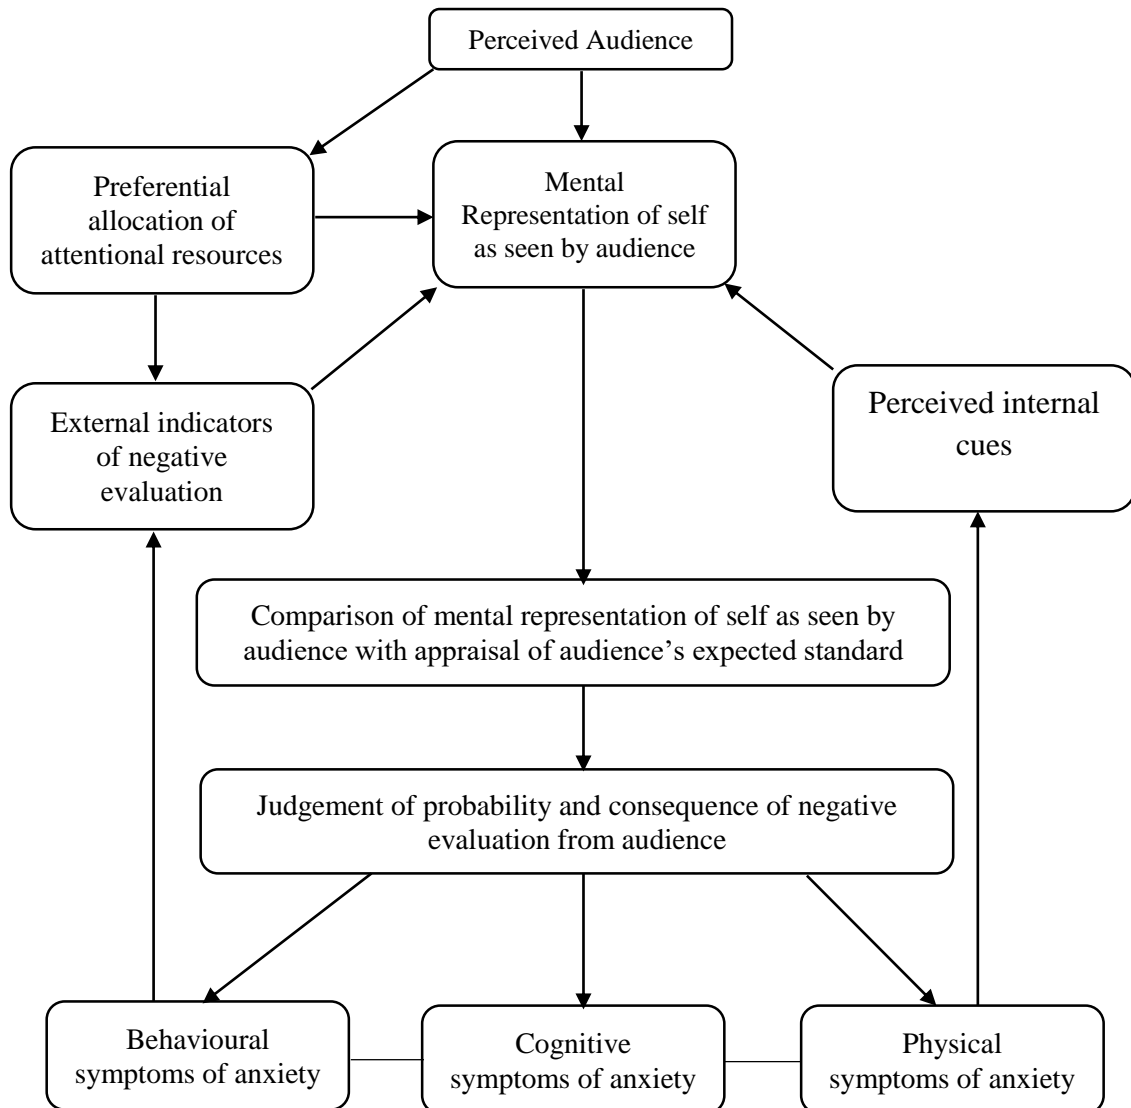 Perceived Audience
Preferential
allocation of
attentional resources
Mental
Representation of self
as seen by audience
External indicators
of negative
evaluation
Perceived internal
cues
Comparison of mental representation of self as seen by
audience with appraisal of audience’s expected standard
Judgement of probability and consequence of negative
evaluation from audience
Behavioural
symptoms of anxiety
Cognitive
symptoms of anxiety
Physical
symptoms of anxiety